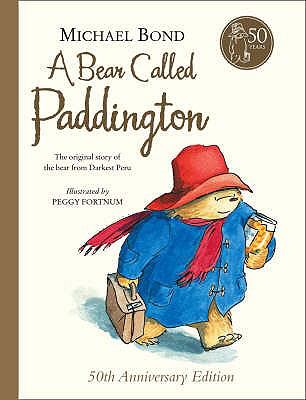 MICHAEL BOND
50
YEARS
A Bear Called
Paddington
The original story of
the bear from Darkest Peru
Illustrated by
PEGGY FORTNUM
50th Anniversary Edition